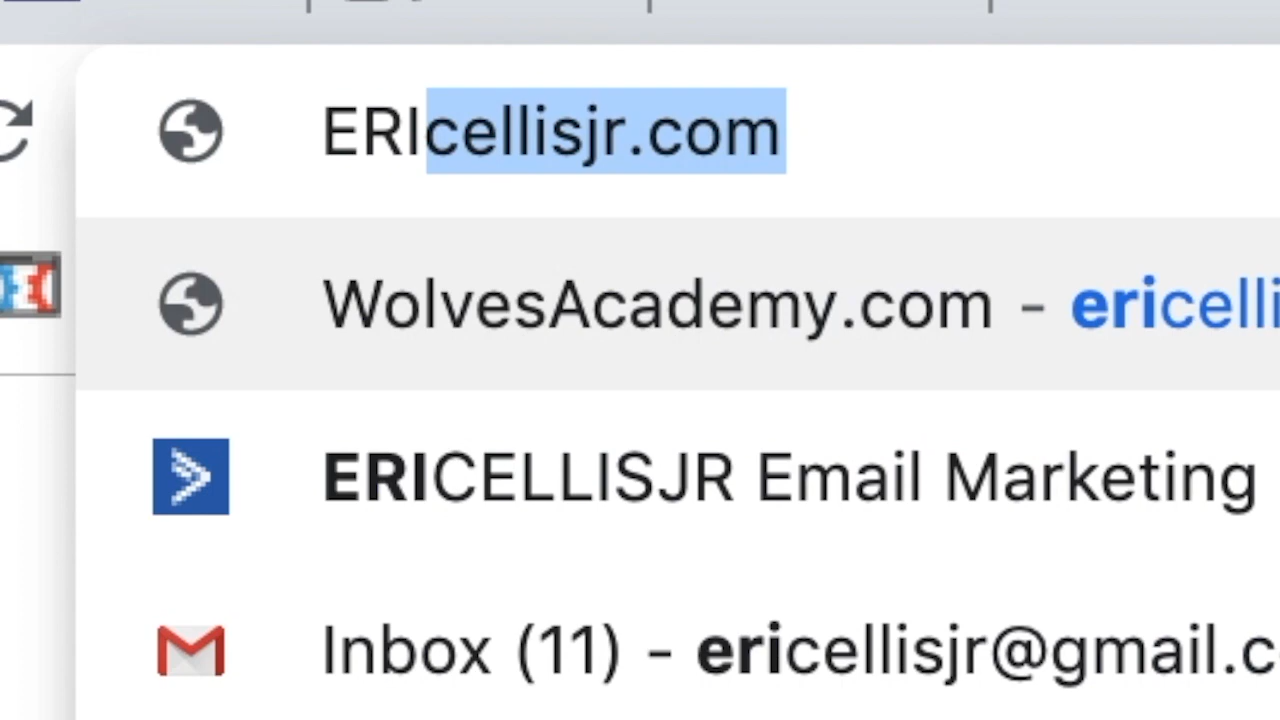 ERIcellisjr.com
WolvesAcademy.com - ericelli
ERICELLISJR Email Marketing
Inbox (11) - ericellisjr@gmail.c